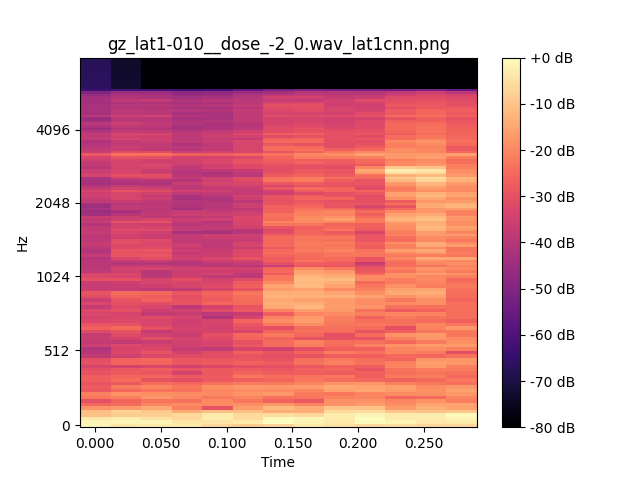 gz_lat1-010__dose_-2_0.wav_lat1cnn.png
+0 dB
-10 dB
-20 dB
-30 dB
-40 dB
-50 dB
-60 dB
-70 dB
-80 dB
Hz
4096
2048
1024
512
0
0.000 0.050 0.100 0.150 0.200 0.250
Time